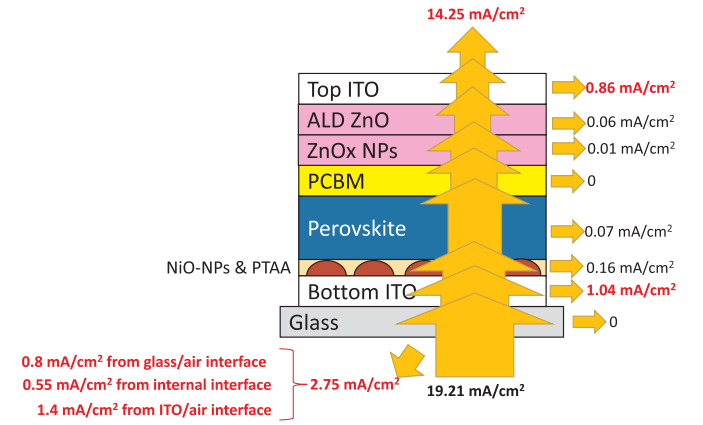 14.25 mA/cm²
Top ITO
0.86 mA/cm²
ALD ZnO
0.06 mA/cm²
ZnOx NPs
0.01 mA/cm²
PCBM
0
Perovskite
0.07 mA/cm²
NiO-NPs & PTAA
0.16 mA/cm²
Bottom ITO
1.04 mA/cm²
Glass
0
0.8 mA/cm² from glass/air interface
0.55 mA/cm² from internal interface
2.75 mA/cm²
19.21 mA/cm²
1.4 mA/cm² from ITO/air interface